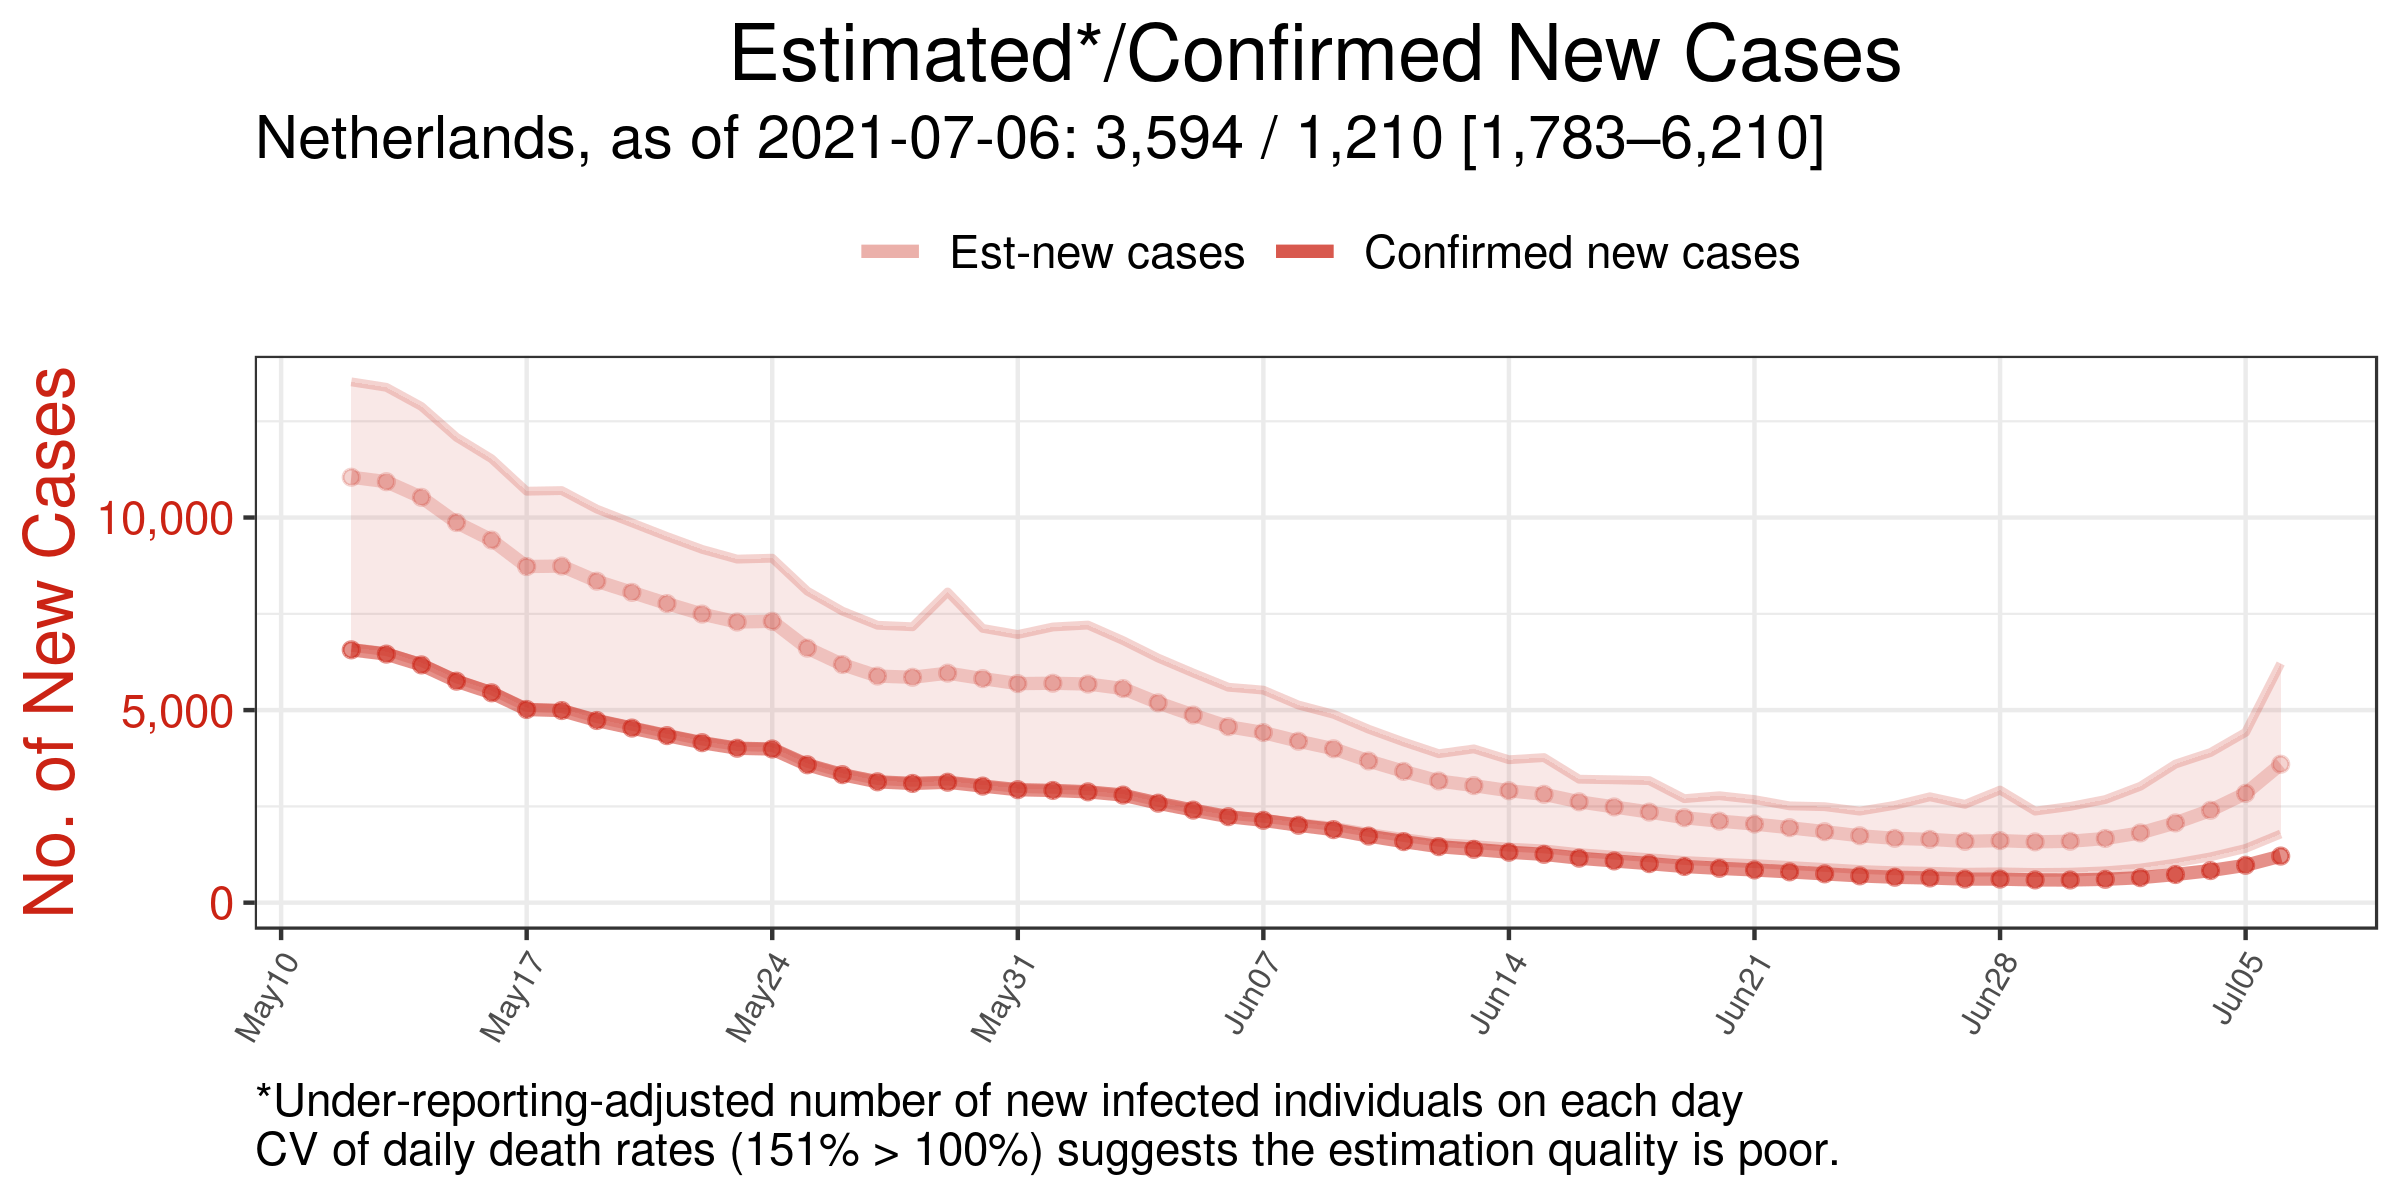 Estimated*/Confirmed New Cases
Netherlands, as of 2021-07-06: 3,594 / 1,210 [1,783–6,210]
Est-new cases
Confirmed new cases
No. of New Cases
10,000
5,000
0
May10
May17
May24
May31
Jun07
Jun14
Jun21
Jun28
Jul05
*Under-reporting-adjusted number of new infected individuals on each day
CV of daily death rates (151% > 100%) suggests the estimation quality is poor.